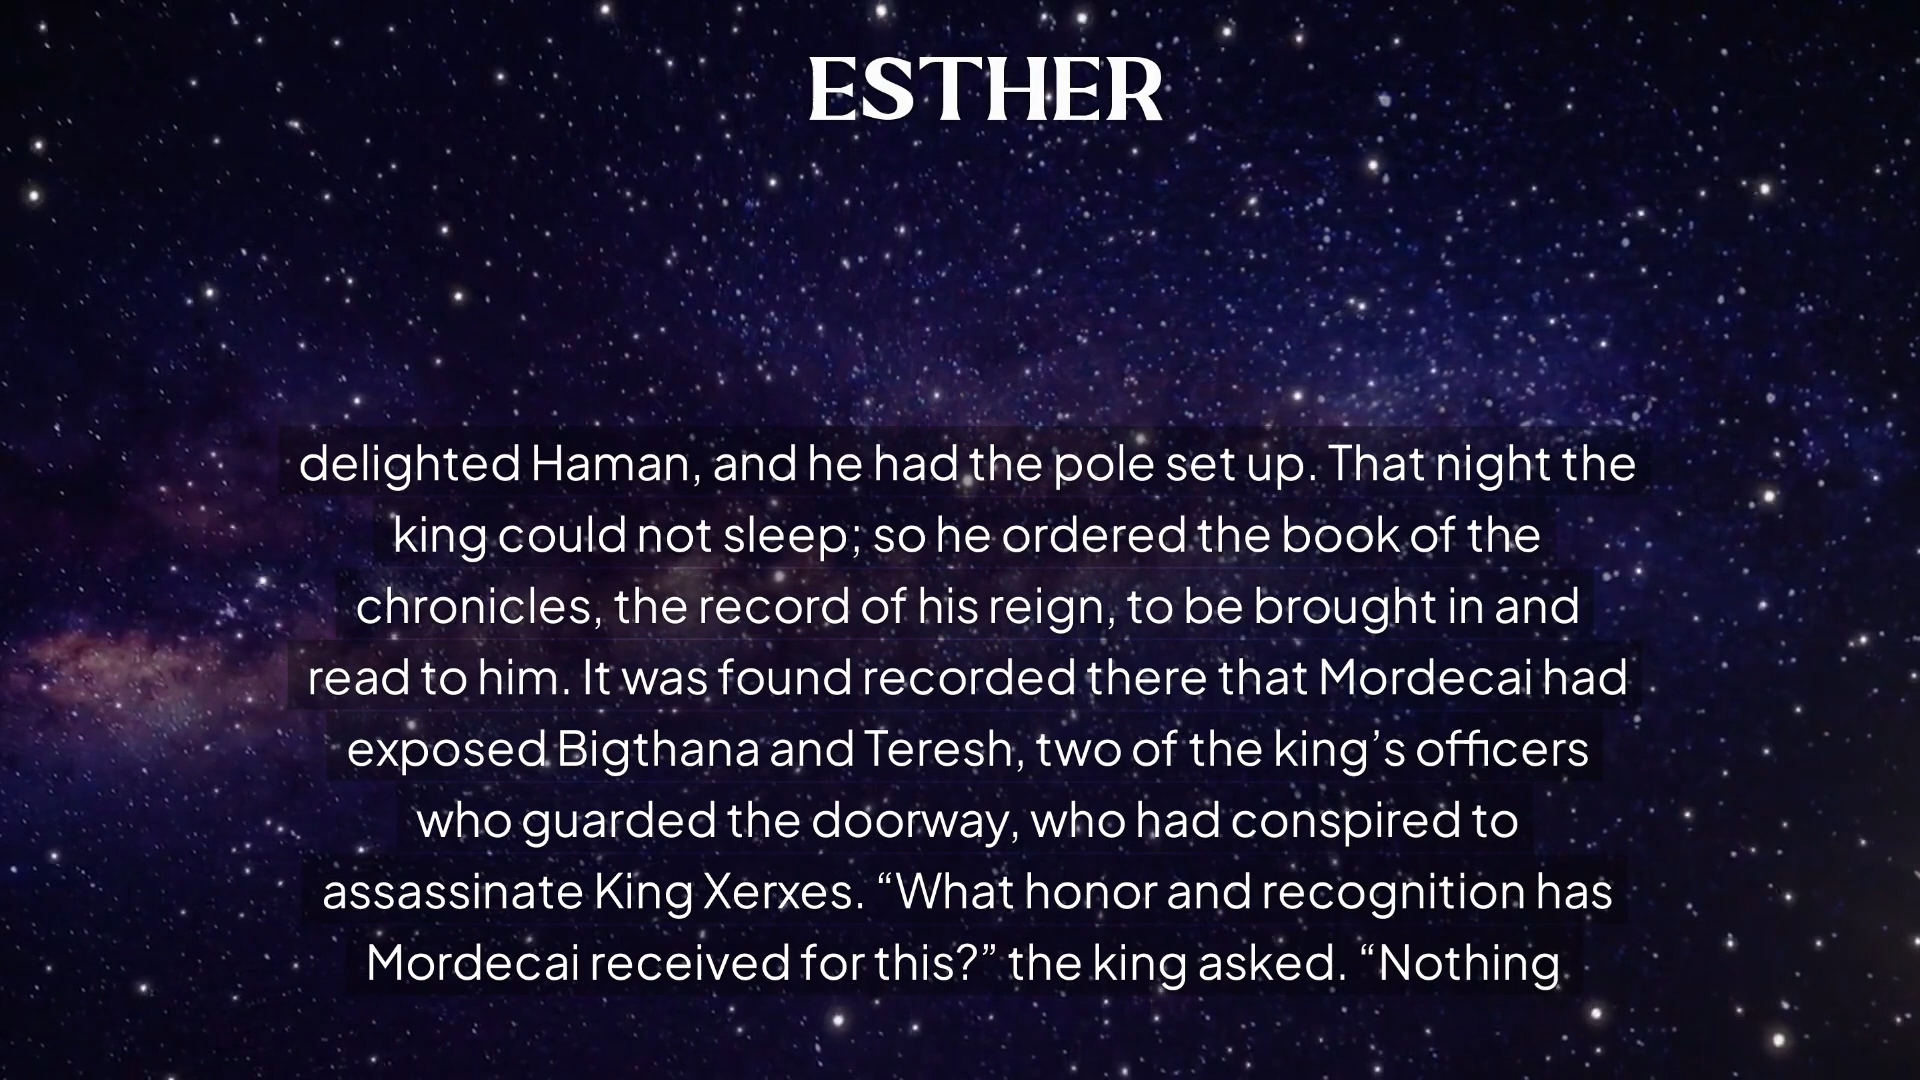 ESTHER
delighted Haman, and he had the pole set up. That night the
king could not sleep; so he ordered the book of the
chronicles, the record of his reign, to be brought in and
read to him. It was found recorded there that Mordecai had
exposed Bigthana and Teresh, two of the king’s officers
who guarded the doorway, who had conspired to
assassinate King Xerxes. “What honor and recognition has
Mordecai received for this?” the king asked. “Nothing